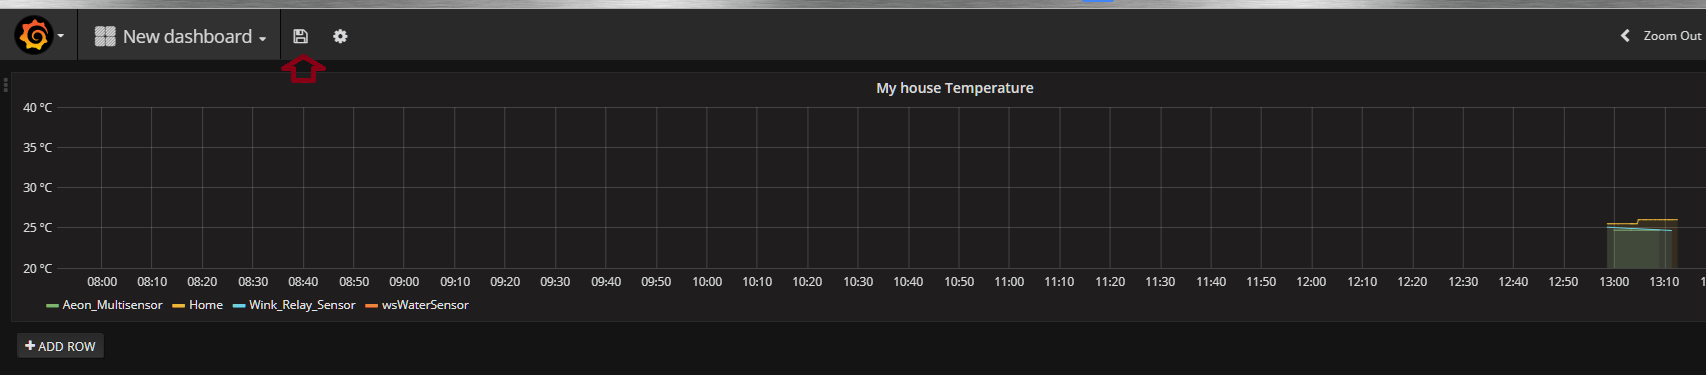 New dashboard
Zoom Out
My house Temperature
40 °C
35 °C
30 °C
25 °C
20 °C
08:00 08:10 08:20 08:30 08:40 08:50 09:00 09:10 09:20 09:30 09:40 09:50 10:00 10:10 10:20 10:30 10:40 10:50 11:00 11:10 11:20 11:30 11:40 11:50 12:00 12:10 12:20 12:30 12:40 12:50 13:00 13:10
Aeon_Multisensor Home Wink_Relay_Sensor wsWaterSensor
+ ADD ROW